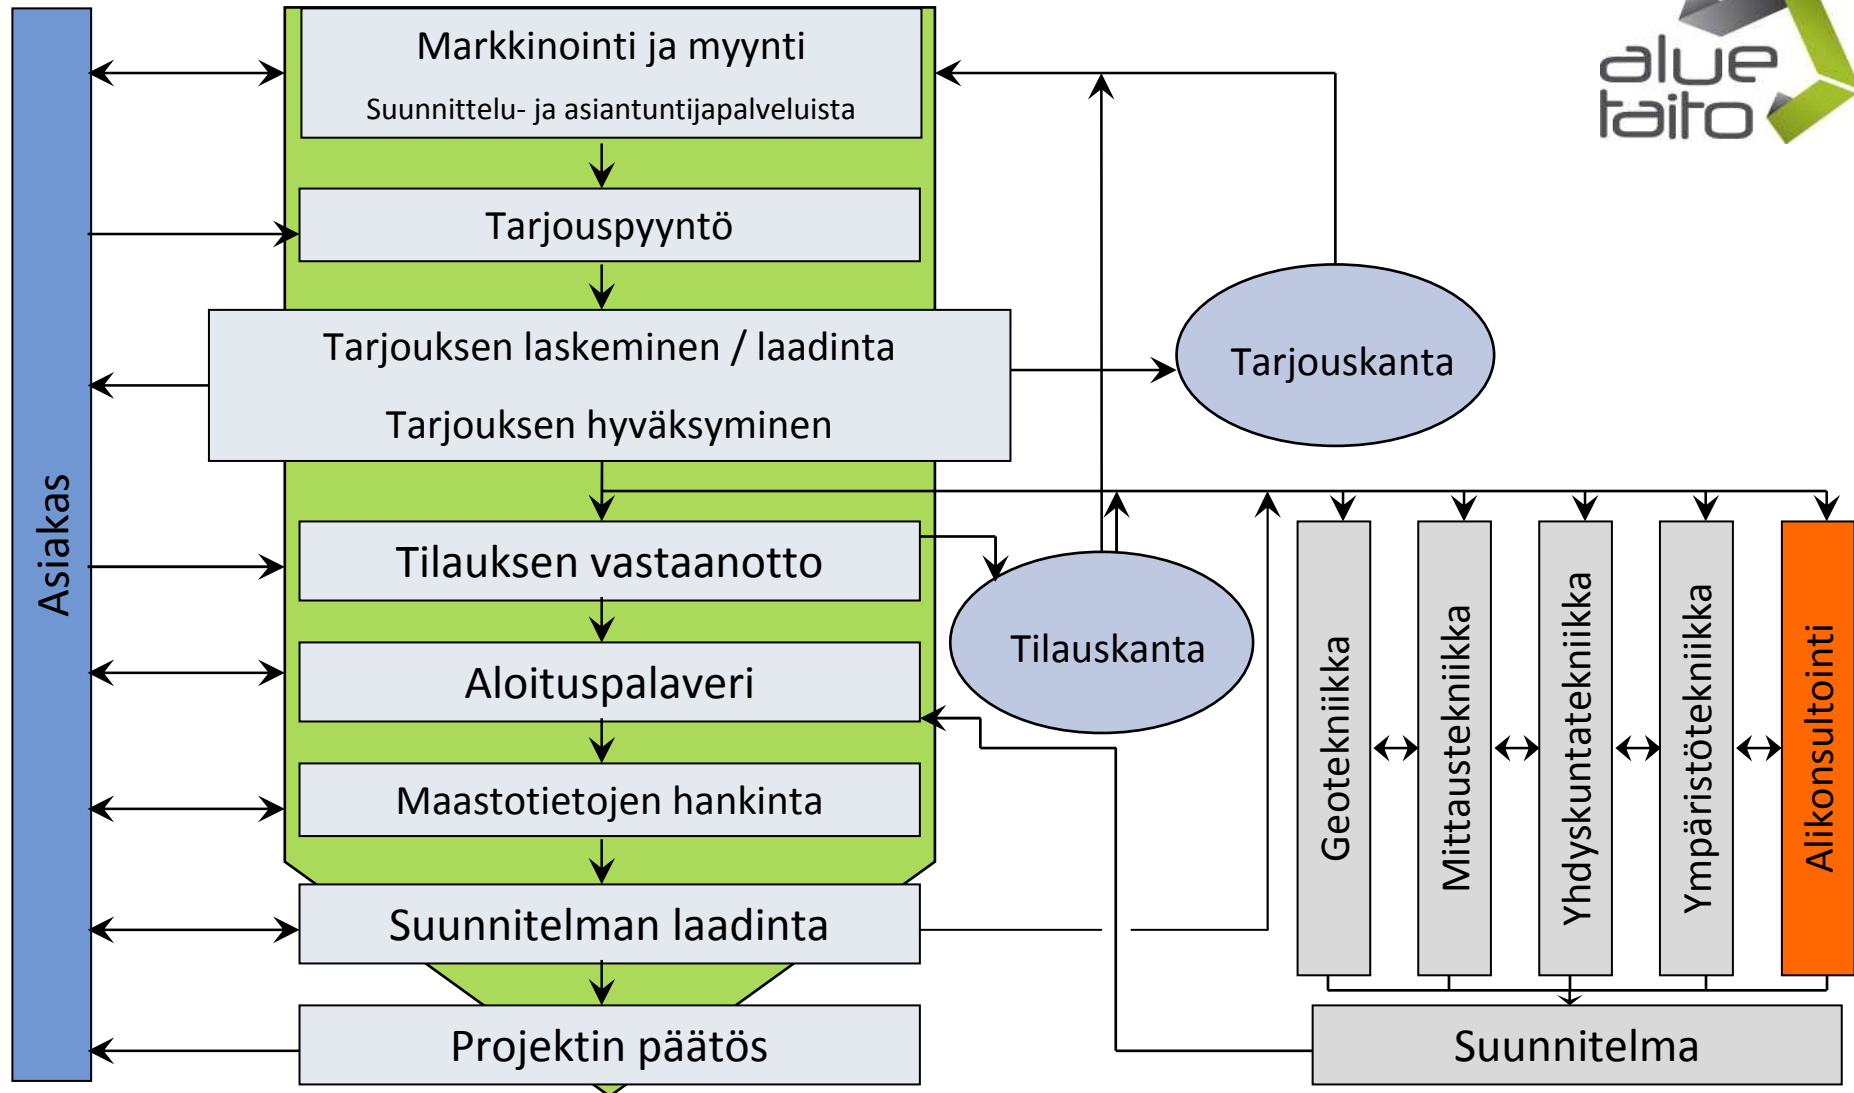 Markkinointi ja myynti
Suunnittelu- ja asiantuntijapalveluista
alue
taito
Tarjouspyyntö
Tarjouksen laskeminen / laadinta
Tarjouksen hyväksyminen
Tarjouskanta
Asiakas
Tilauksen vastaanotto
Tilauskanta
Aloituspalaveri
Maastotietojen hankinta
Suunnitelman laadinta
Projektin päätös
Geotekniikka
Mittaustekniikka
Yhdyskuntatekniikka
Ympäristötekniikka
Alikonsultointi
Suunnitelma